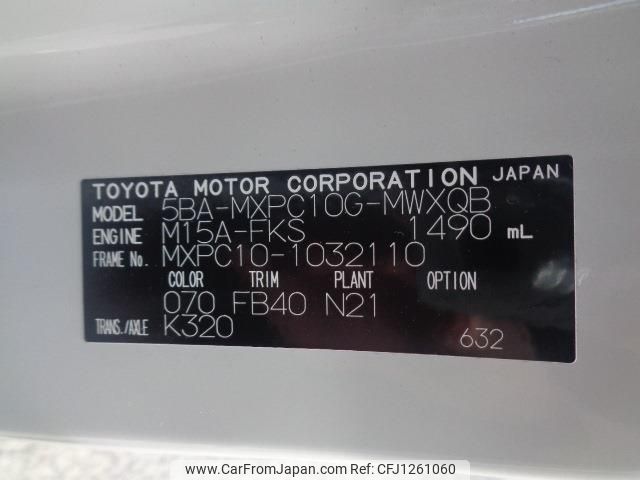 TOYOTA MOTOR CORPORATION JAPAN
MODEL 5BA-MXPC10G-MWXQB
ENGINE M15A-FKS 1490 mL
FRAME No. MXPC10-1032110
COLOR TRIM PLANT OPTION
070 FB40 N21
TRANS./AXLE K320
632
www.CarFromJapan.com - CFJ1261060